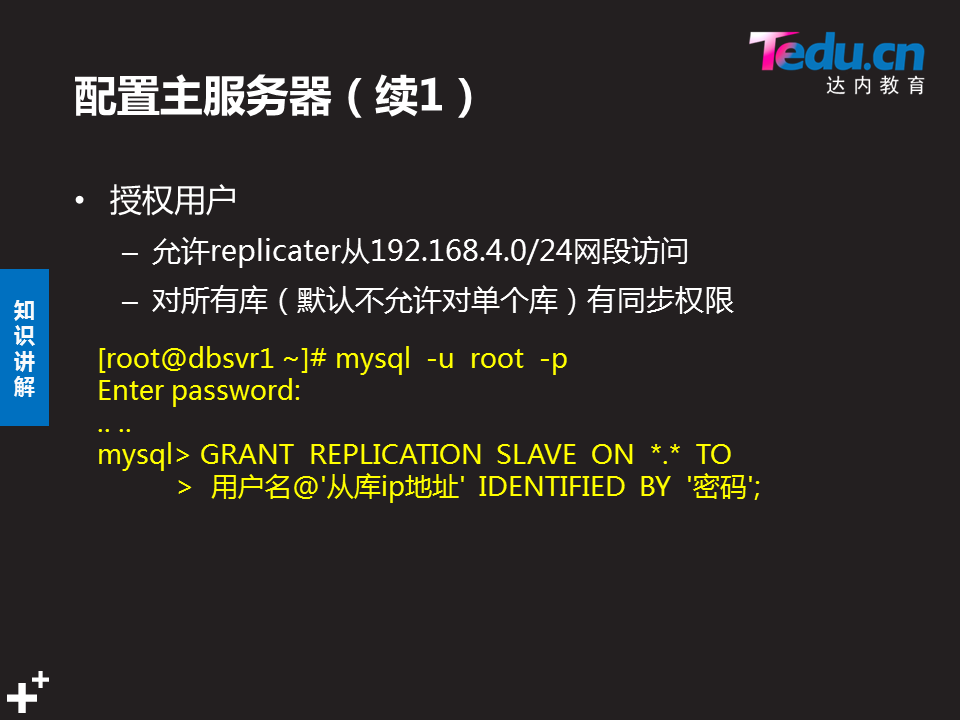 Tedu.cn
达内教育
配置主服务器（续1）
• 授权用户
– 允许replicater从192.168.4.0/24网段访问
– 对所有库（默认不允许对单个库）有同步权限
知识讲解
[root@dbsvr1 ~]# mysql -u root -p
Enter password:
.. ..
mysql> GRANT REPLICATION SLAVE ON *.* TO
> 用户名@'从库ip地址' IDENTIFIED BY '密码';